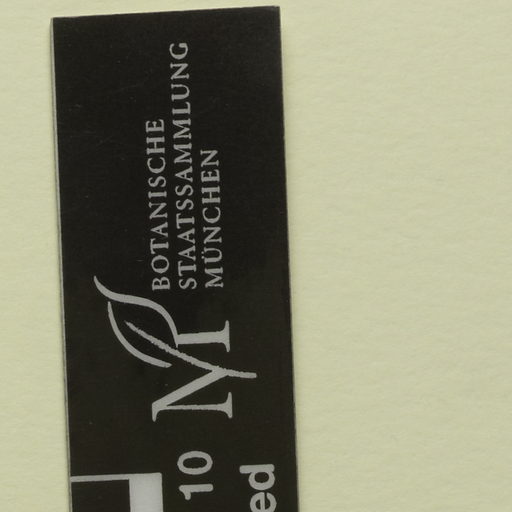 BOTANISCHE
STAATSSAMMLUNG
MÜNCHEN
M
10
ed